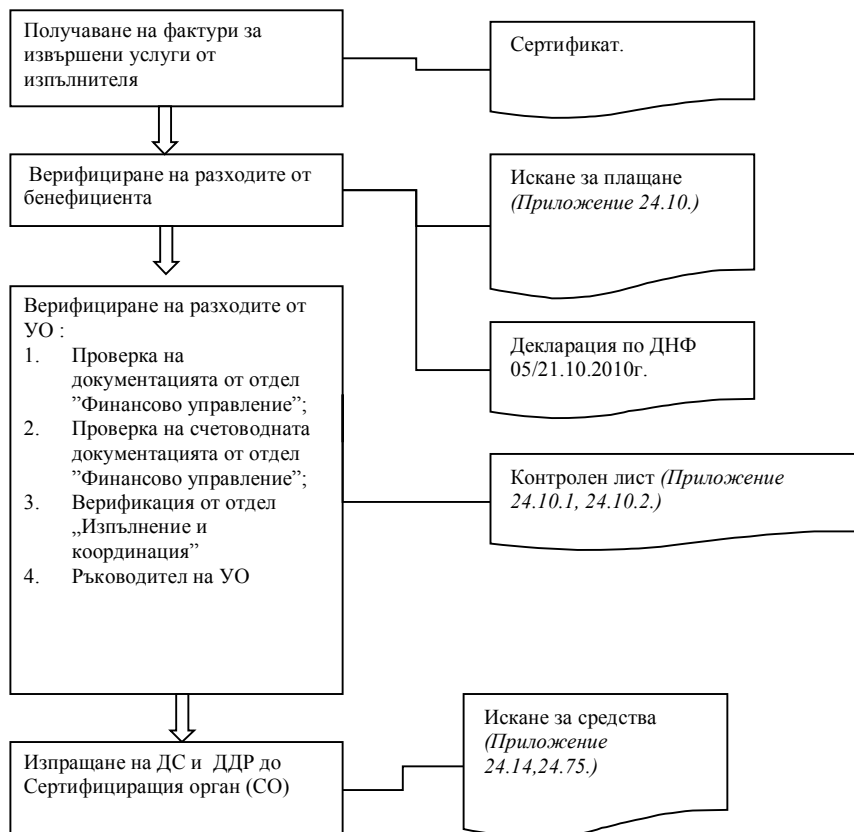 Получаване на фактури за
извършени услуги от
изпълнителя
Сертификат.
Верифициране на разходите от
бенефициента
Искане за плащане
(Приложение 24.10.)
Декларация по ДНФ
05/21.10.2010г.
Верифициране на разходите от
УО :
1. Проверка на
документацията от отдел
”Финансово управление”;
2. Проверка на счетоводната
документацията от отдел
”Финансово управление”;
3. Верификация от отдел
„Изпълнение и
координация”
4. Ръководител на УО
Контролен лист (Приложение
24.10.1, 24.10.2.)
Изпращане на ДС и ДДР до
Сертифициращия орган (СО)
Искане за средства
(Приложение
24.14,24.75.)